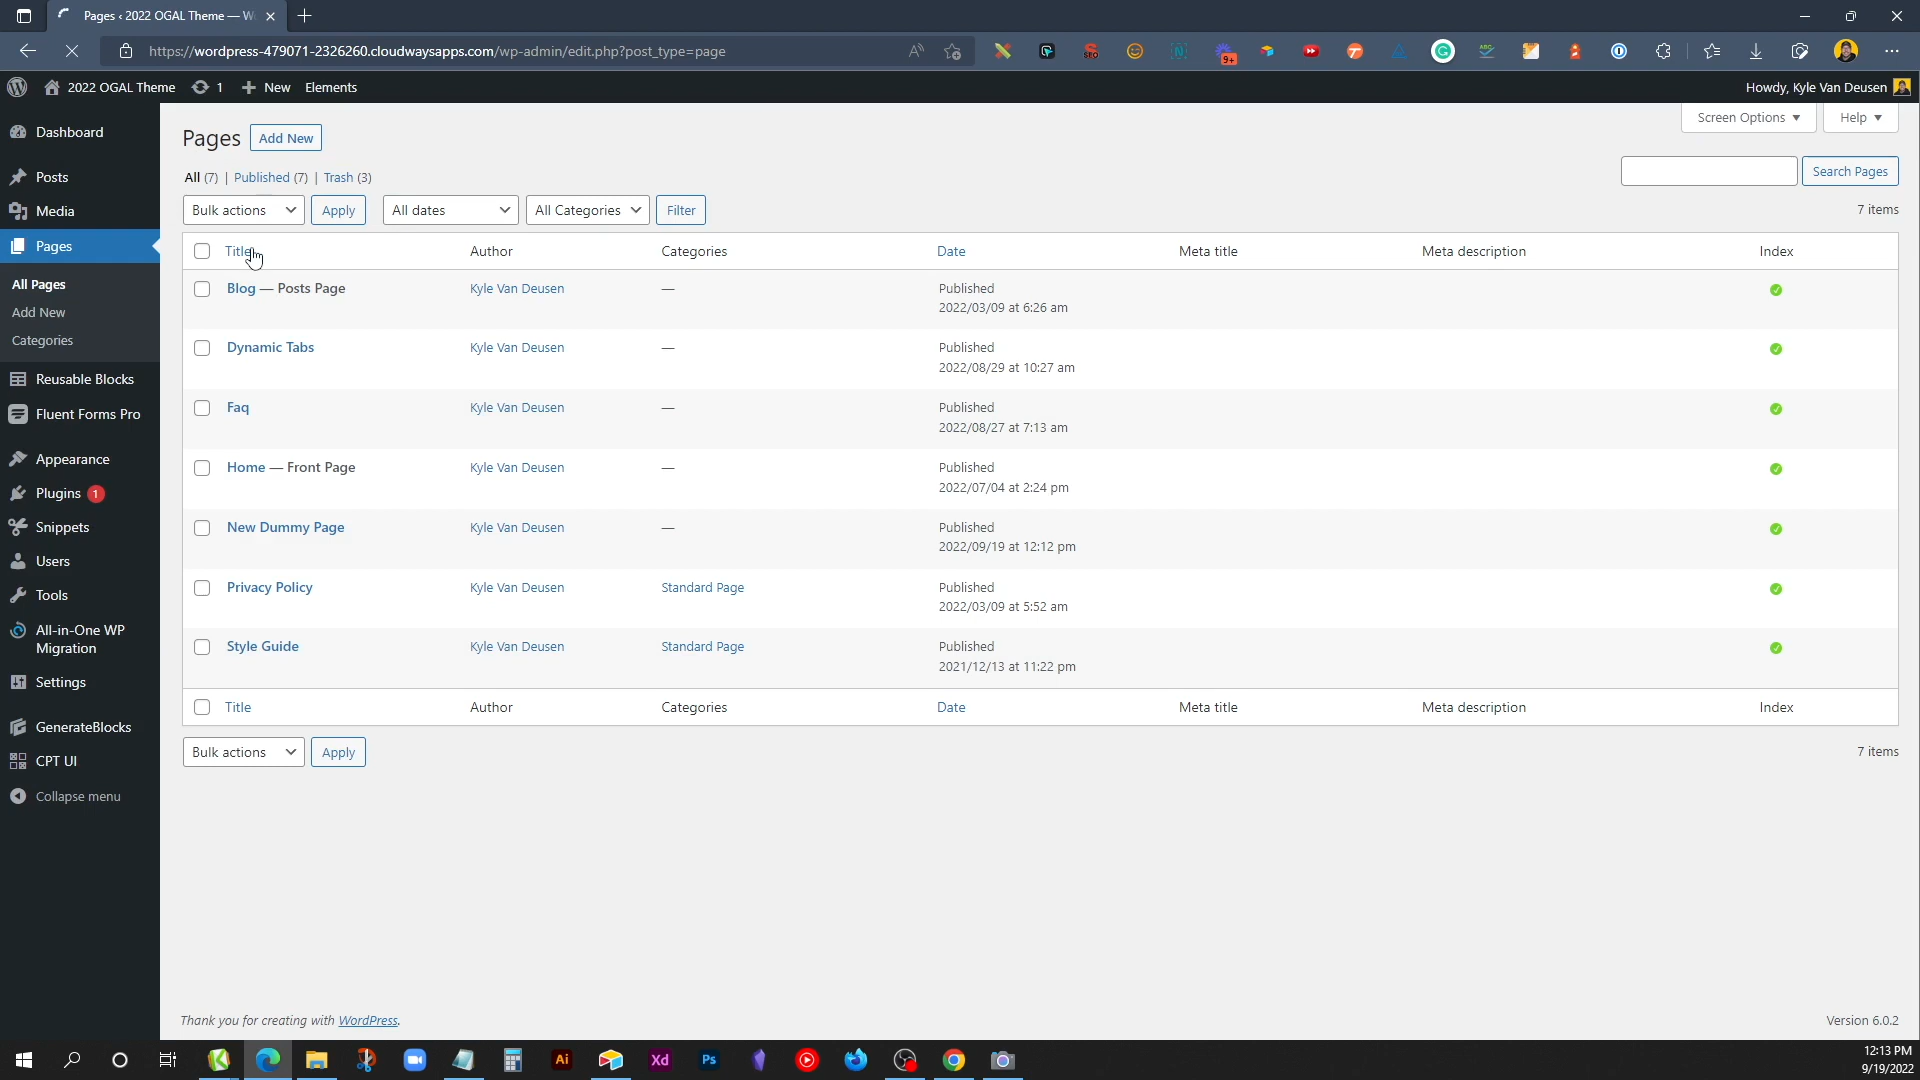 Pages ‹ 2022 OGAL Theme — W
https://wordpress-479071-2326260.cloudwaysapps.com/wp-admin/edit.php?post_type=page
2022 OGAL Theme 1 New Elements Howdy, Kyle Van Deusen
Screen Options Help
Dashboard
Posts
Media
Pages
All Pages
Add New
Categories
Reusable Blocks
Fluent Forms Pro
Appearance
Plugins 1
Snippets
Users
Tools
All-in-One WP
Migration
Settings
GenerateBlocks
CPT UI
Collapse menu
Pages Add New
All (7) | Published (7) | Trash (3)
Search Pages
Bulk actions Apply All dates All Categories Filter 7 items
Title Author Categories Date Meta title Meta description Index
Blog — Posts Page Kyle Van Deusen — Published
2022/03/09 at 6:26 am
Dynamic Tabs Kyle Van Deusen — Published
2022/08/29 at 10:27 am
Faq Kyle Van Deusen — Published
2022/08/27 at 7:13 am
Home — Front Page Kyle Van Deusen — Published
2022/07/04 at 2:24 pm
New Dummy Page Kyle Van Deusen — Published
2022/09/19 at 12:12 pm
Privacy Policy Kyle Van Deusen Standard Page Published
2022/03/09 at 5:52 am
Style Guide Kyle Van Deusen Standard Page Published
2021/12/13 at 11:22 pm
Title Author Categories Date Meta title Meta description Index
Bulk actions Apply 7 items
Thank you for creating with WordPress. Version 6.0.2
Ai Xd Ps
12:13 PM
9/19/2022